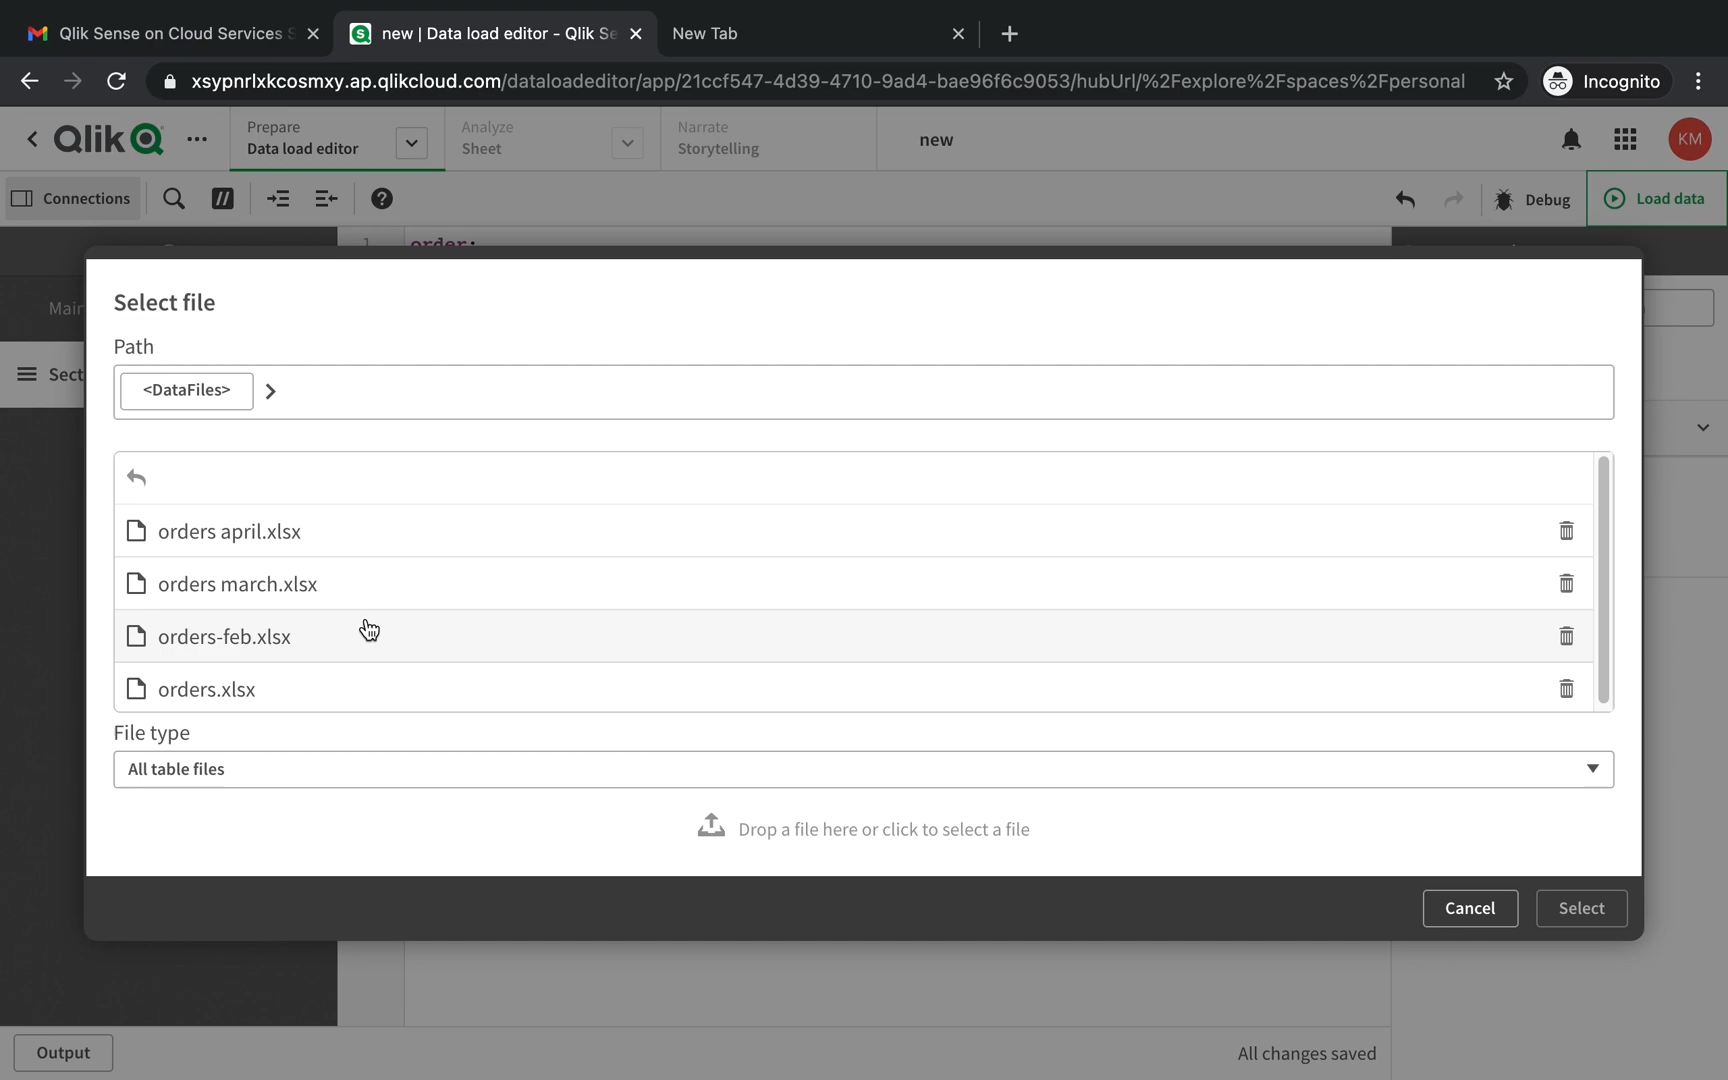 Qlik Sense on Cloud Services S
new | Data load editor - Qlik Se
New Tab
xsypnrlxkcosmxy.ap.qlikcloud.com/dataloadeditor/app/21ccf547-4d39-4710-9ad4-bae96f6c9053/hubUrl/%2Fexplore%2Fspaces%2Fpersonal
Incognito
Qlik
Prepare
Data load editor
Analyze
Sheet
Narrate
Storytelling
new
KM
Connections
Debug
Load data
1 order:
Main
Sect
Select file
Path
<DataFiles>
orders april.xlsx
orders march.xlsx
orders-feb.xlsx
orders.xlsx
File type
All table files
Drop a file here or click to select a file
Cancel
Select
Output
All changes saved